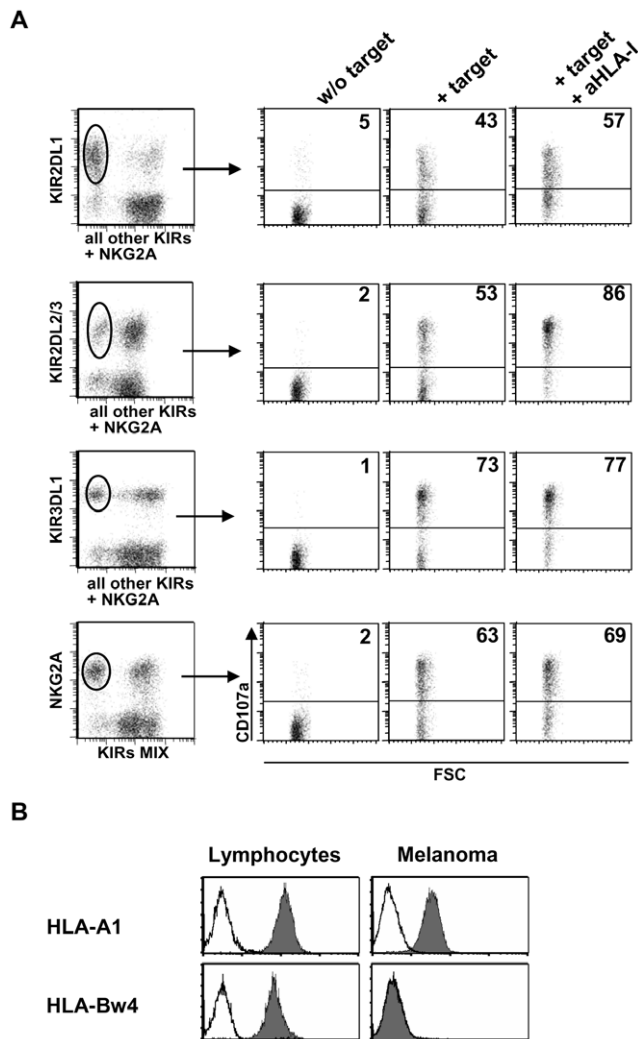 A
w/o target
+ target
+ target
+ aHLA-I
KIR2DL1
all other KIRs
+ NKG2A
5
43
57
KIR2DL2/3
all other KIRs
+ NKG2A
2
53
86
KIR3DL1
all other KIRs
+ NKG2A
1
73
77
NKG2A
KIRs MIX
CD107a
2
63
69
FSC
B
Lymphocytes
Melanoma
HLA-A1
HLA-Bw4